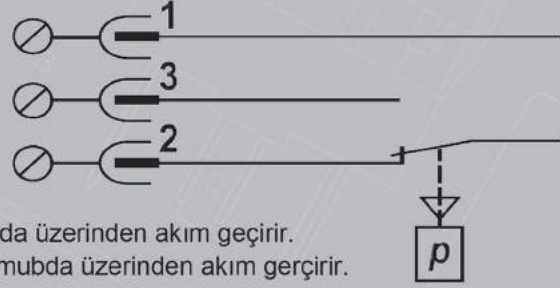 1
3
2
da üzerinden akım geçirir.
mubda üzerinden akım gerçirir.
p